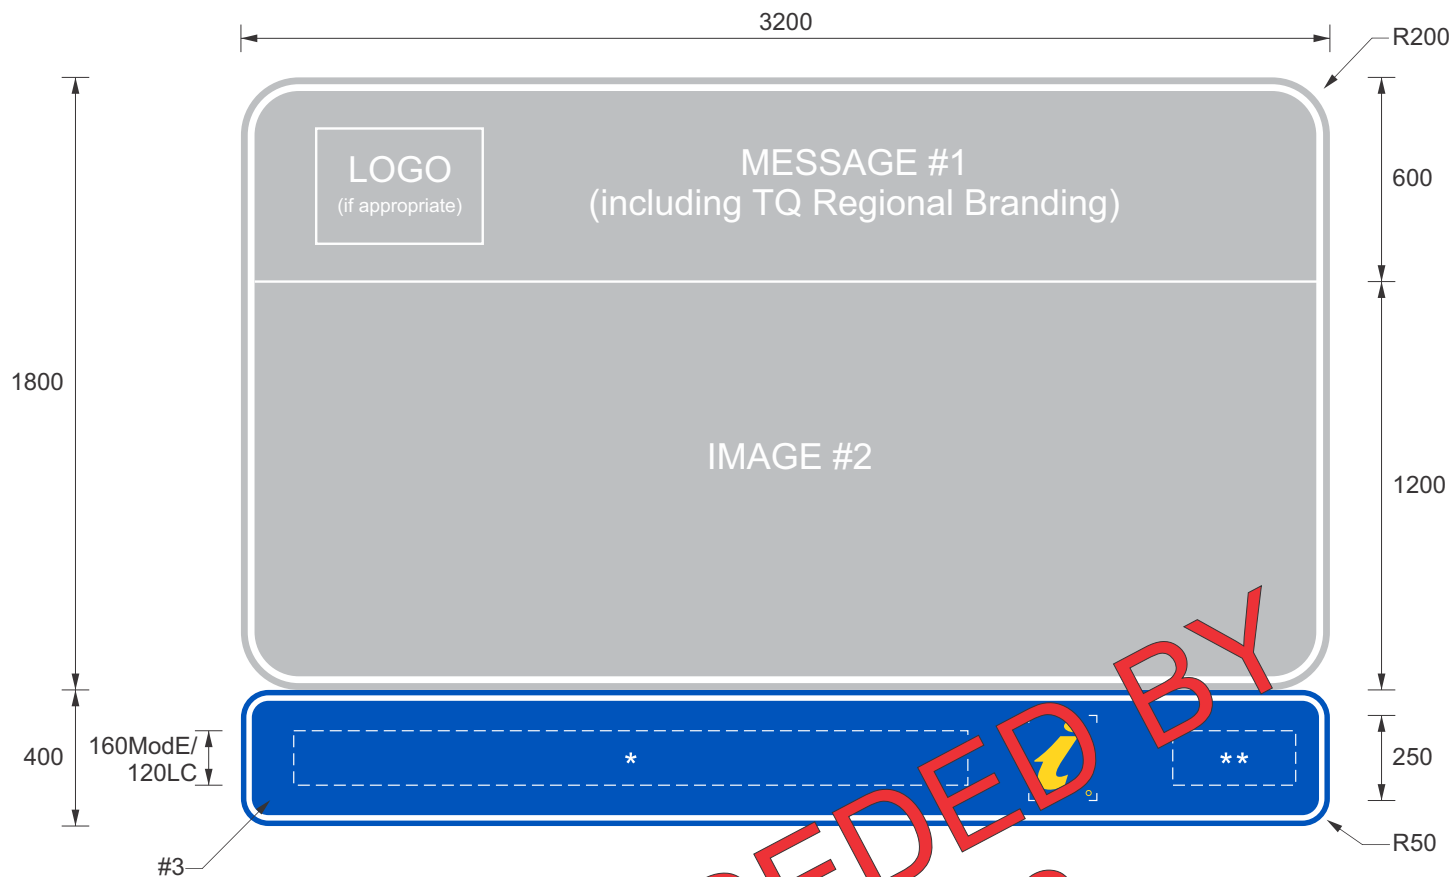 3200
R200
LOGO
(if appropriate)
MESSAGE #1
(including TQ Regional Branding)
600
1800
IMAGE #2
1200
400
160ModE/
120LC
*
i
**
250
#3
R50
BY